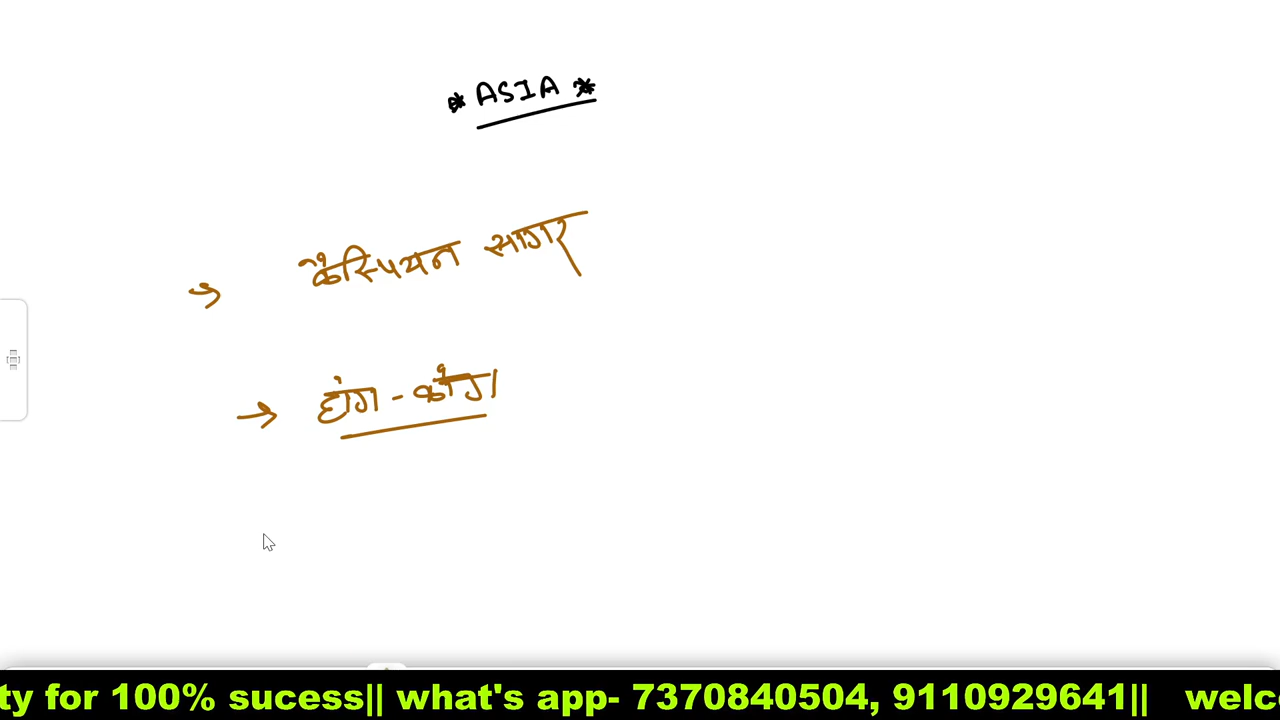 * ASIA *
→ कैस्पियन सागर
→ हांग - कांग
ty for 100% sucess|| what's app- 7370840504, 9110929641|| welc